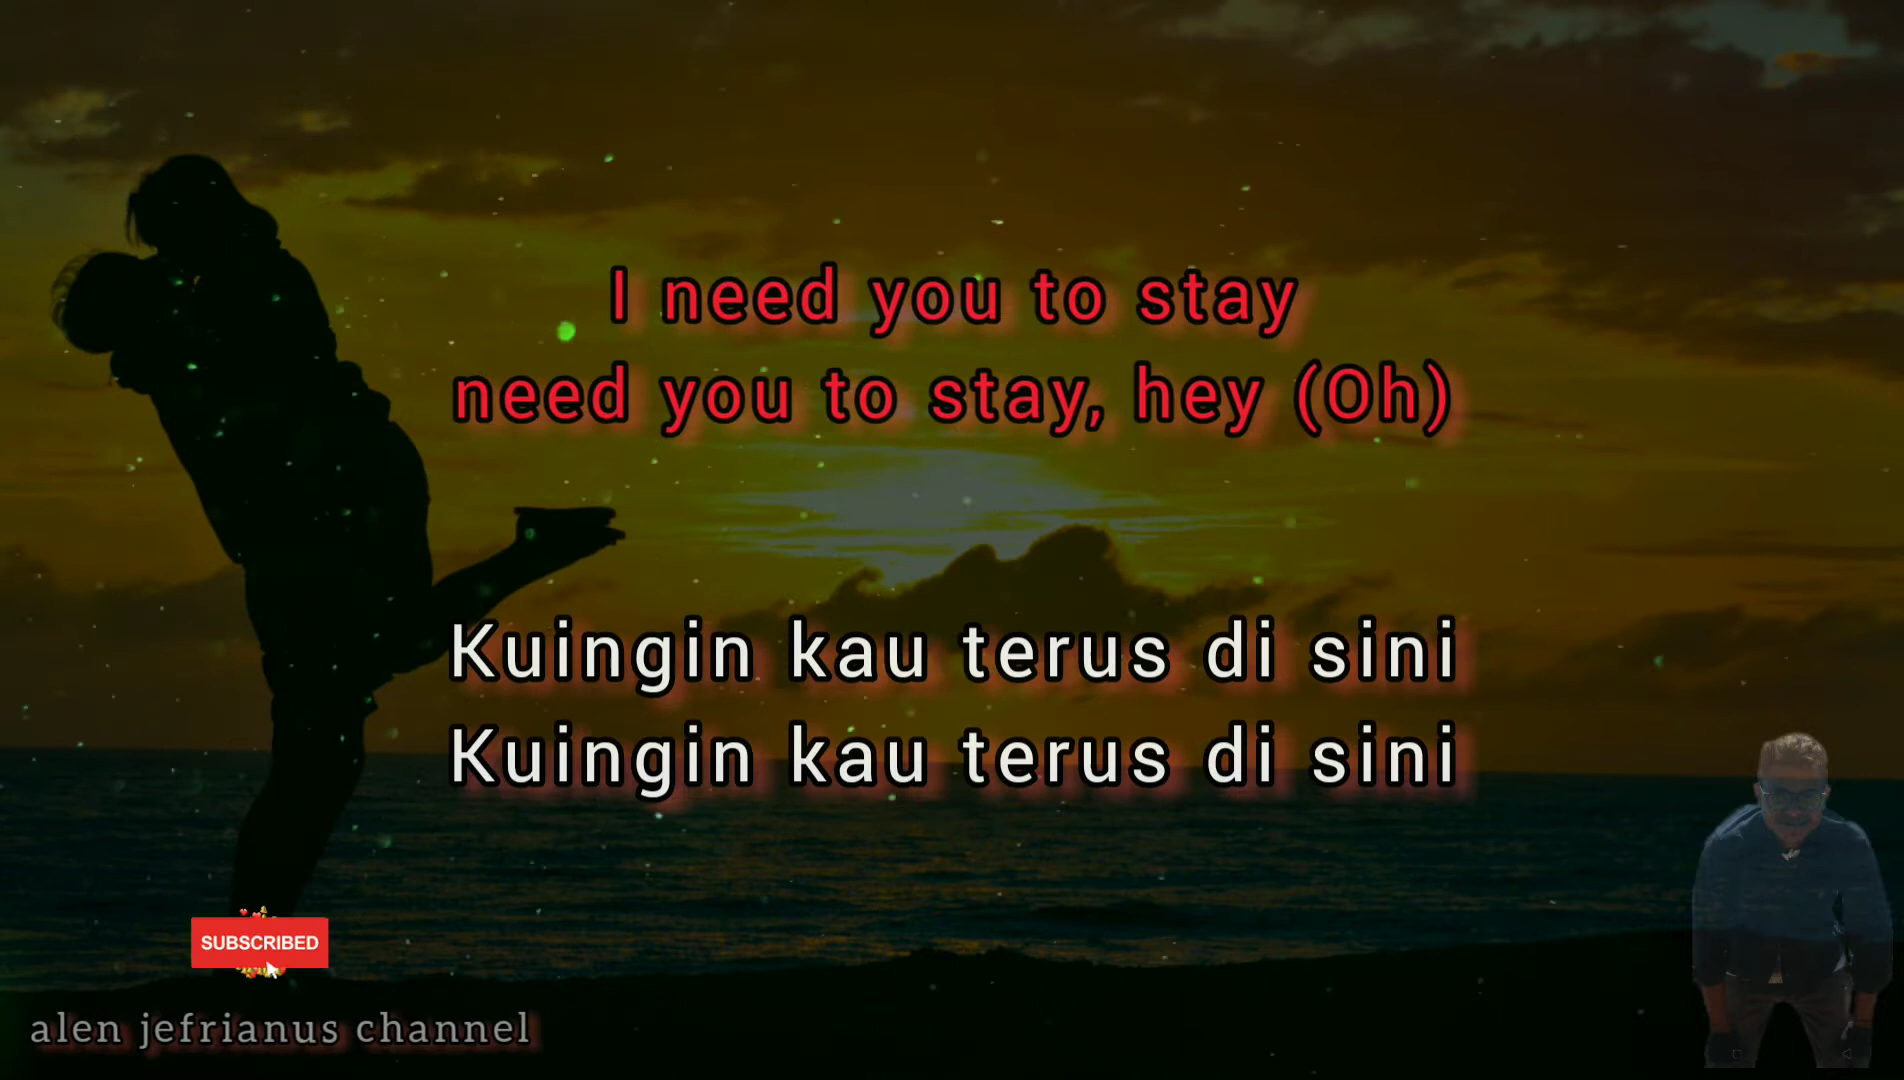 I need you to stay
need you to stay, hey (Oh)
Kuingin kau terus di sini
Kuingin kau terus di sini
SUBSCRIBED
alen jefrianus channel